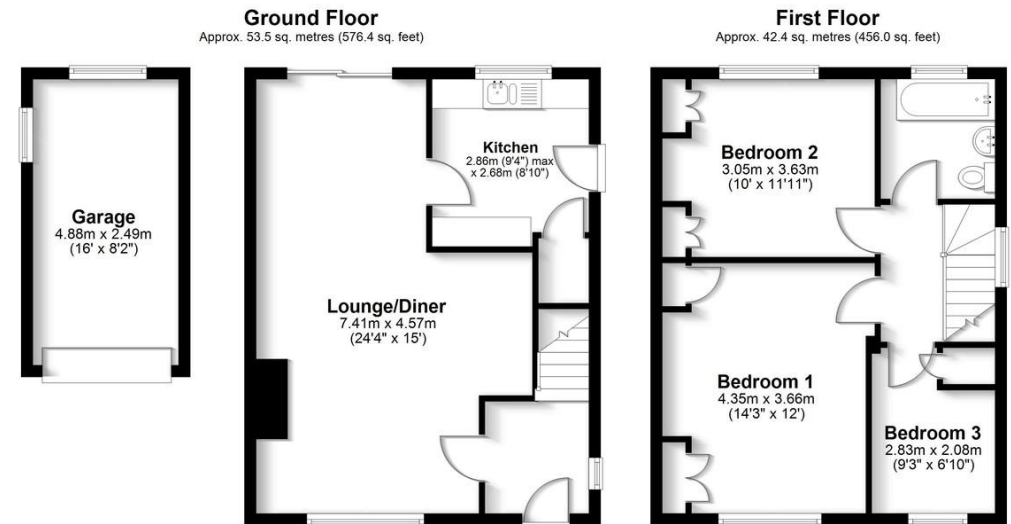 Ground Floor
Approx. 53.5 sq. metres (576.4 sq. feet)
Garage
4.88m x 2.49m
(16' x 8'2")
Kitchen
2.86m (9'4") max
x 2.68m (8'10")
Lounge/Diner
7.41m x 4.57m
(24'4" x 15')
First Floor
Approx. 42.4 sq. metres (456.0 sq. feet)
Bedroom 2
3.05m x 3.63m
(10' x 11'11")
Bedroom 1
4.35m x 3.66m
(14'3" x 12')
Bedroom 3
2.83m x 2.08m
(9'3" x 6'10")